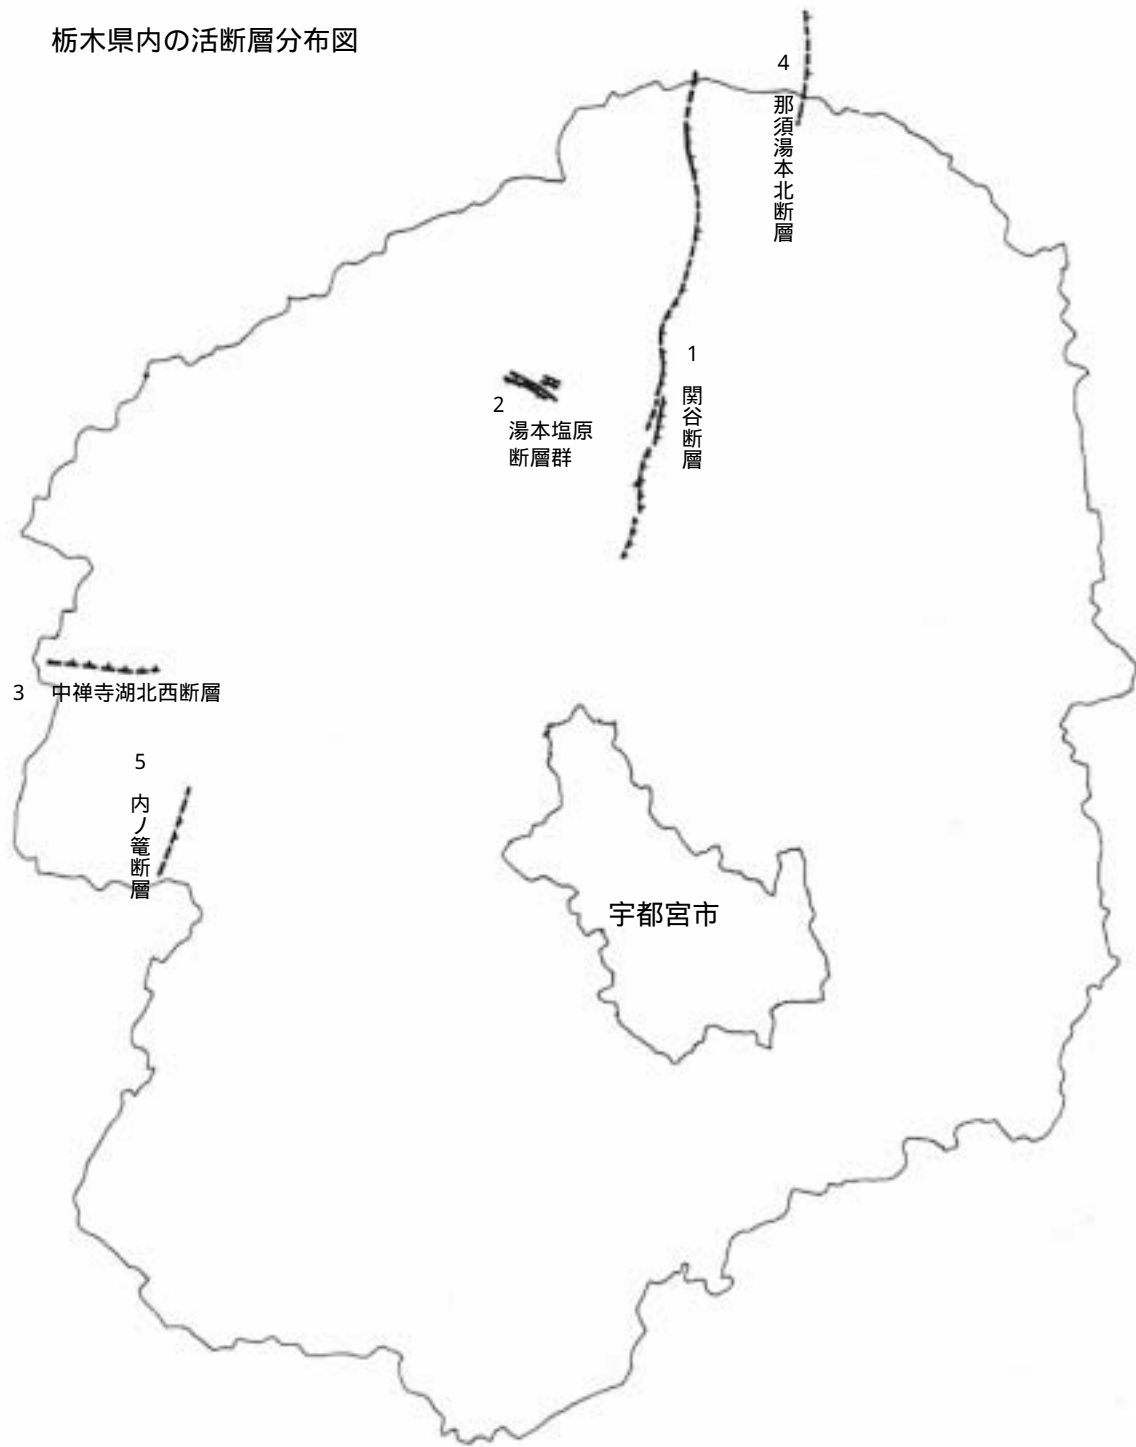 栃木県内の活断層分布図
4
那須湯本北断層
1
関谷断層
2
湯本塩原
断層群
3 中禅寺湖北西断層
5
内ノ篭断層
宇都宮市